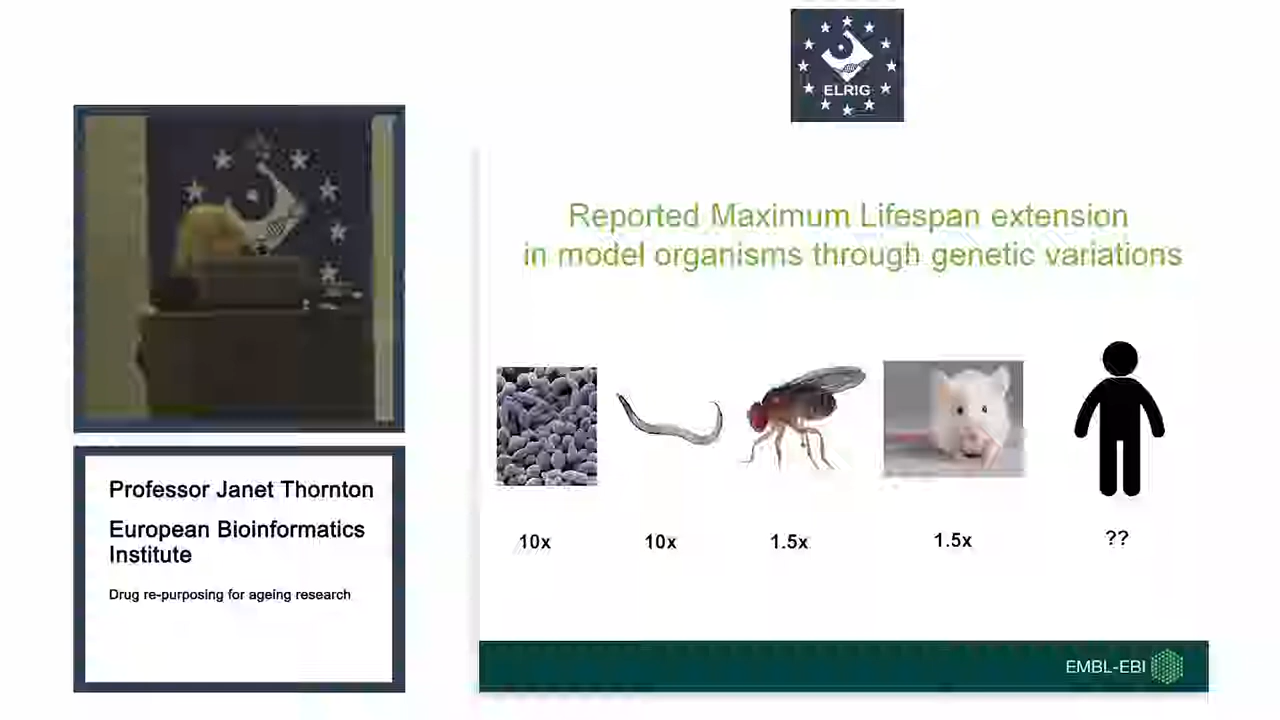 ELRIG
Reported Maximum Lifespan extension
in model organisms through genetic variations
10x
10x
1.5x
1.5x
??
EMBL-EBI
Professor Janet Thornton
European Bioinformatics
Institute
Drug re-purposing for ageing research